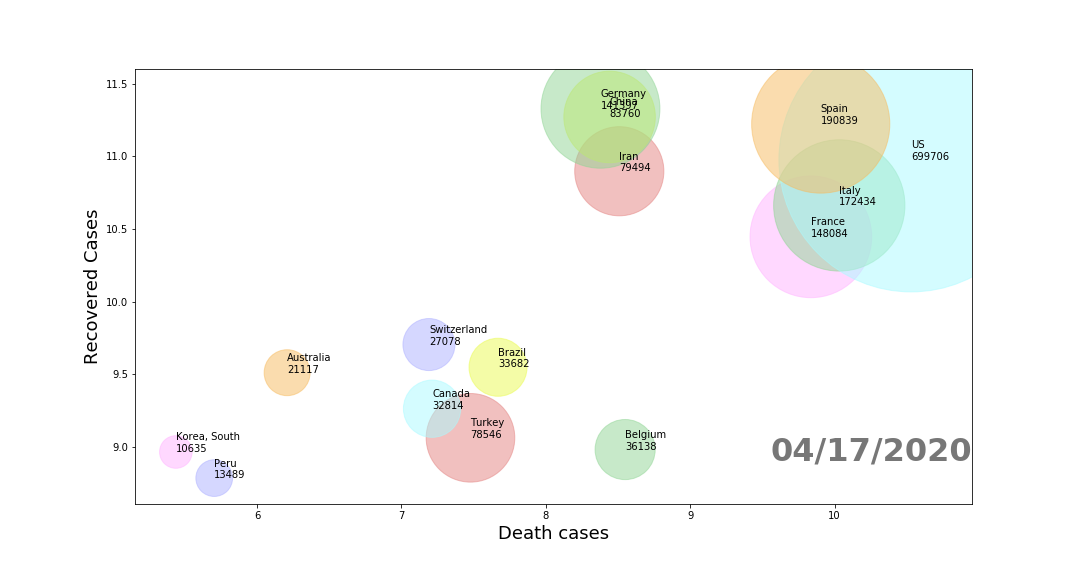 11.5
11.0
10.5
10.0
9.5
9.0
Recovered Cases
Germany
China
83760
Iran
79494
Spain
190839
US
699706
Italy
172434
France
148084
Switzerland
27078
Brazil
33682
Australia
21117
Canada
32814
Turkey
78546
Belgium
36138
Korea, South
10635
Peru
13489
04/17/2020
6
7
8
9
10
Death cases